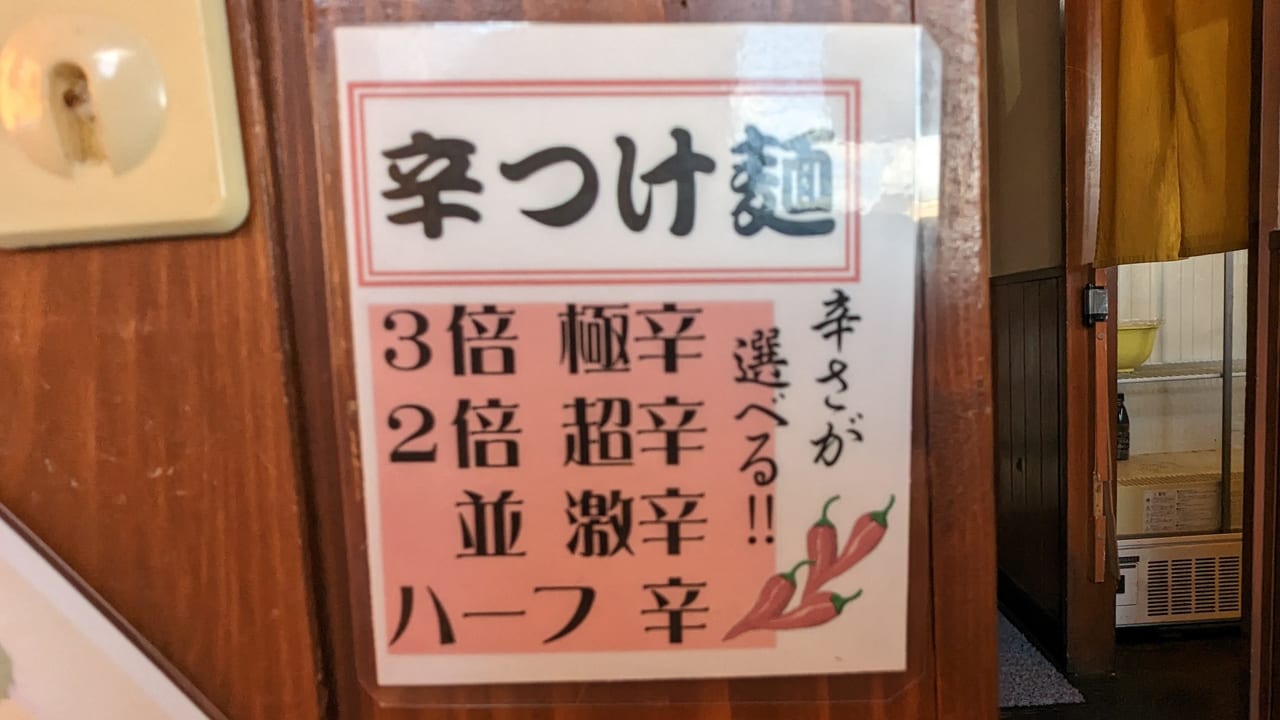 辛つけ麺
辛さが
選べる!!
3倍 極辛
2倍 超辛
並 激辛
ハーフ 辛